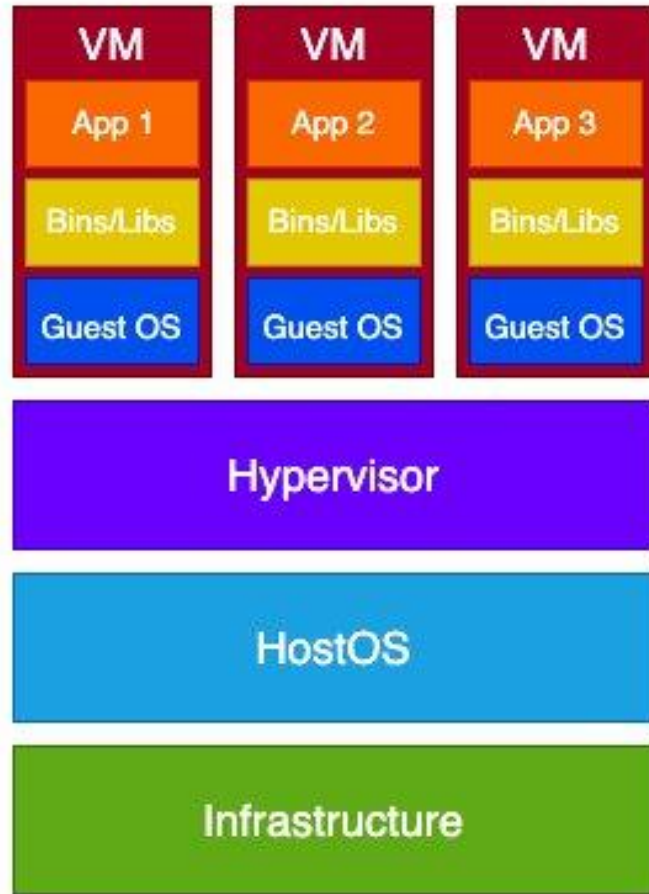 VM
App 1
Bins/Libs
Guest OS
VM
App 2
Bins/Libs
Guest OS
VM
App 3
Bins/Libs
Guest OS
Hypervisor
HostOS
Infrastructure